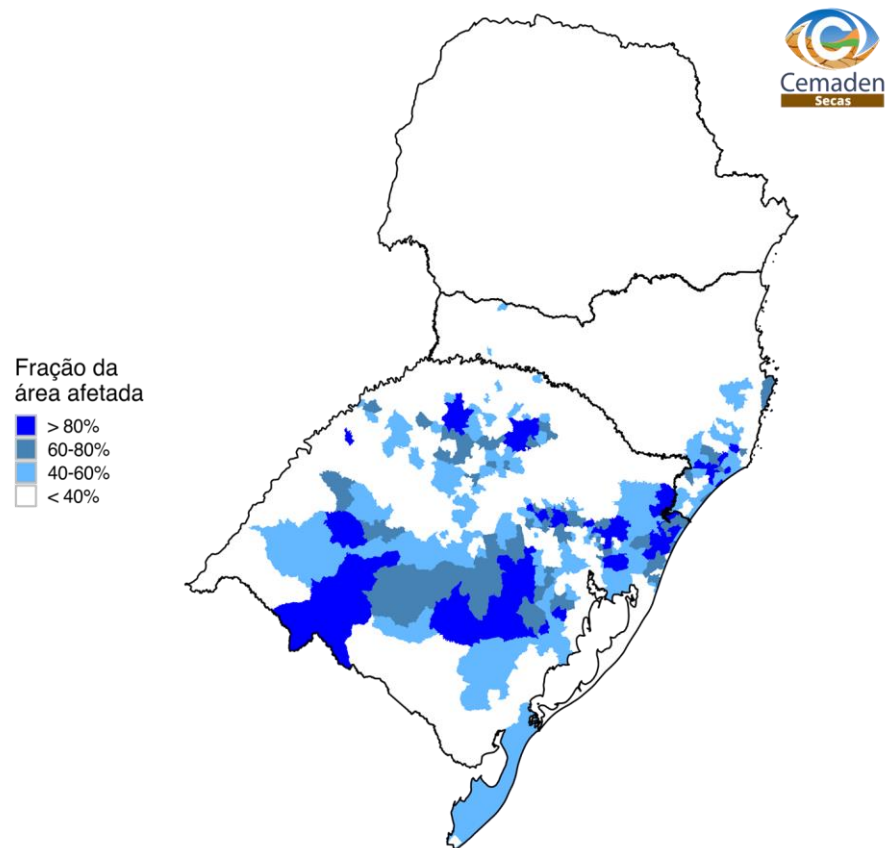 Cemaden
Secas
Fração da
área afetada
> 80%
60-80%
40-60%
< 40%